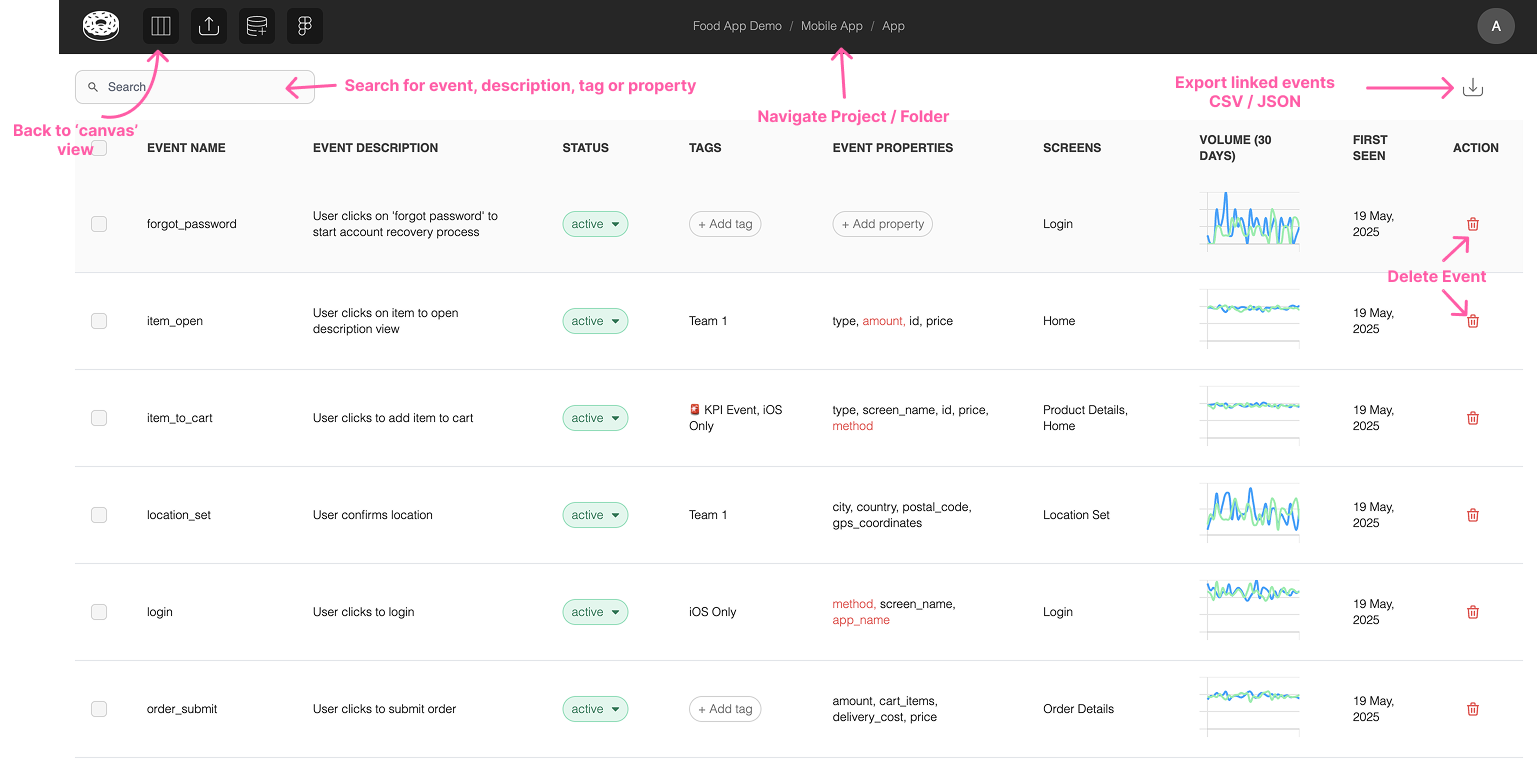 Food App Demo / Mobile App / App
A
Search
Search for event, description, tag or property
Export linked events
CSV / JSON
Navigate Project / Folder
Back to ‘canvas’
view
EVENT NAME
EVENT DESCRIPTION
STATUS
TAGS
EVENT PROPERTIES
SCREENS
VOLUME (30
DAYS)
FIRST
SEEN
ACTION
forgot_password
User clicks on 'forgot password' to
start account recovery process
active
+ Add tag
+ Add property
Login
19 May,
2025
Delete Event
item_open
User clicks on item to open
description view
active
Team 1
type, amount, id, price
Home
19 May,
2025
item_to_cart
User clicks to add item to cart
active
🚨 KPI Event, iOS
Only
type, screen_name, id, price,
method
Product Details,
Home
19 May,
2025
location_set
User confirms location
active
Team 1
city, country, postal_code,
gps_coordinates
Location Set
19 May,
2025
login
User clicks to login
active
iOS Only
method, screen_name,
app_name
Login
19 May,
2025
order_submit
User clicks to submit order
active
+ Add tag
amount, cart_items,
delivery_cost, price
Order Details
19 May,
2025